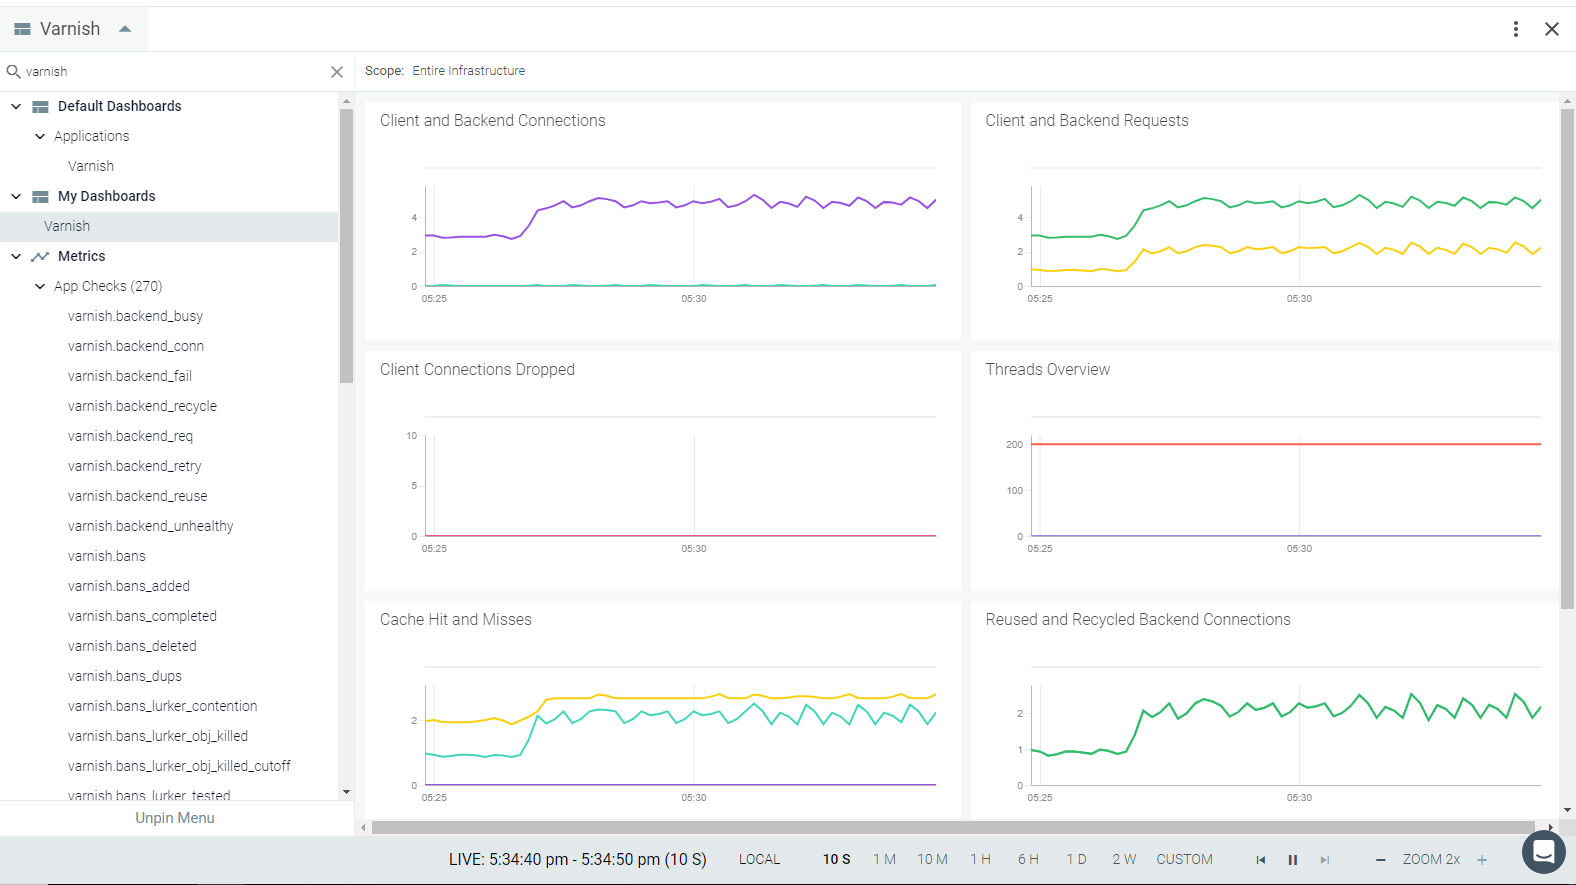 Varnish
varnish
Scope: Entire Infrastructure
Default Dashboards
Applications
Varnish
My Dashboards
Varnish
Metrics
App Checks (270)
varnish.backend_busy
varnish.backend_conn
varnish.backend_fail
varnish.backend_recycle
varnish.backend_req
varnish.backend_retry
varnish.backend_reuse
varnish.backend_unhealthy
varnish.bans
varnish.bans_added
varnish.bans_completed
varnish.bans_deleted
varnish.bans_dups
varnish.bans_lurker_contention
varnish.bans_lurker_obj_killed
varnish.bans_lurker_obj_killed_cutoff
varnish.bans_lurker_tested
Unpin Menu
Client and Backend Connections
4
2
0
05:25 05:30
Client and Backend Requests
4
2
0
05:25 05:30
Client Connections Dropped
10
5
0
05:25 05:30
Threads Overview
200
100
0
05:25 05:30
Cache Hit and Misses
2
0
05:25 05:30
Reused and Recycled Backend Connections
2
1
0
05:25 05:30
LIVE: 5:34:40 pm - 5:34:50 pm (10 S) LOCAL 10 S 1 M 10 M 1 H 6 H 1 D 2 W CUSTOM ZOOM 2x